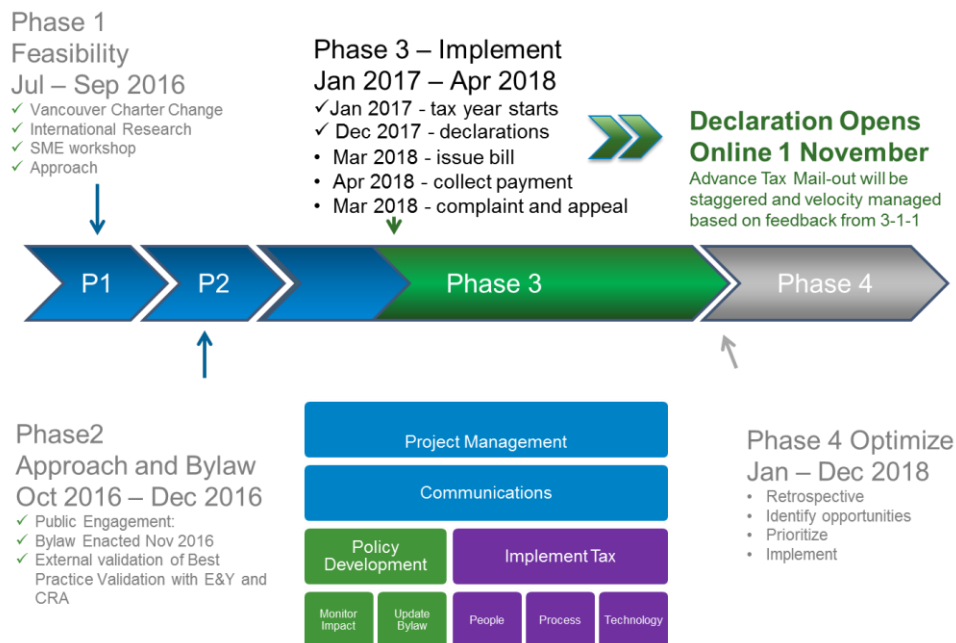 Phase 1
Feasibility
Jul – Sep 2016
✓ Vancouver Charter Change
✓ International Research
✓ SME workshop
✓ Approach
Phase 3 – Implement
Jan 2017 – Apr 2018
✓Jan 2017 - tax year starts
✓ Dec 2017 - declarations
• Mar 2018 - issue bill
• Apr 2018 - collect payment
• Mar 2018 - complaint and appeal
Declaration Opens
Online 1 November
Advance Tax Mail-out will be
staggered and velocity managed
based on feedback from 3-1-1
P1
P2
Phase 3
Phase 4
Phase2
Approach and Bylaw
Oct 2016 – Dec 2016
✓ Public Engagement:
✓ Bylaw Enacted Nov 2016
✓ External validation of Best
Practice Validation with E&Y and
CRA
Project Management
Communications
Policy
Development
Implement Tax
Monitor
Impact
Update
Bylaw
People
Process
Technology
Phase 4 Optimize
Jan – Dec 2018
• Retrospective
• Identify opportunities
• Prioritize
• Implement